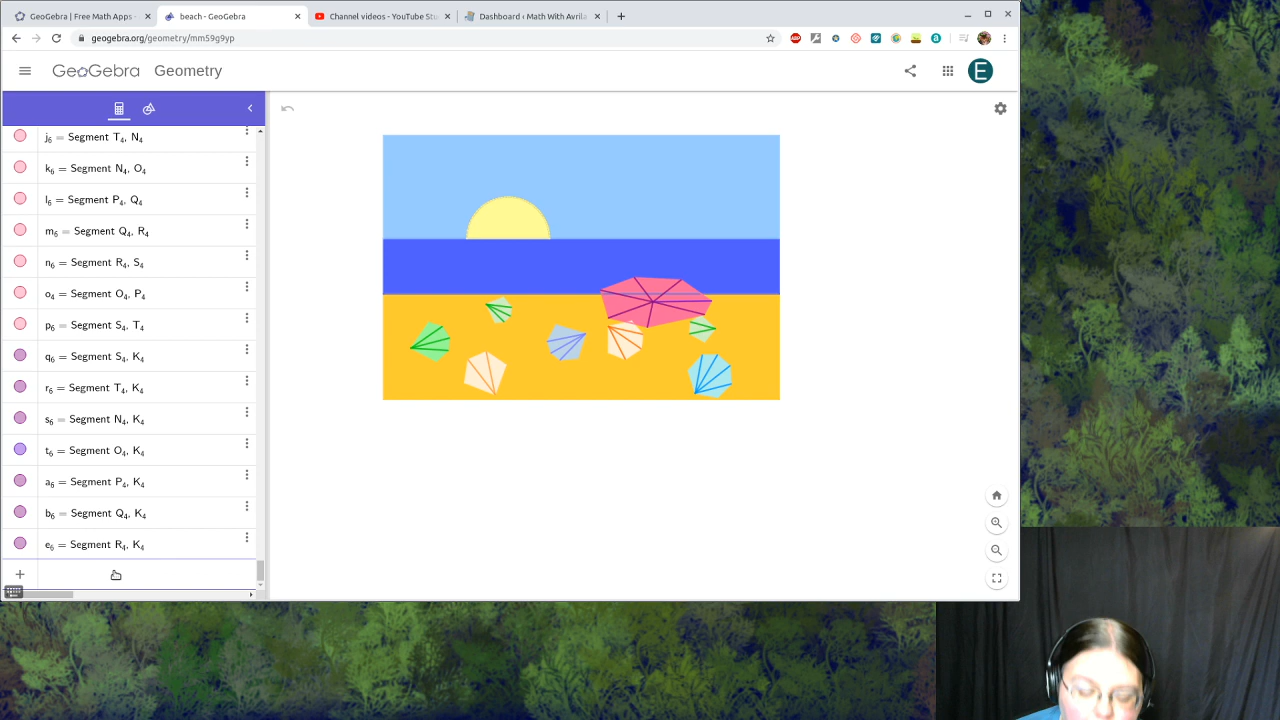 GeoGebra | Free Math Apps -
beach - GeoGebra
Channel videos - YouTube Stu
Dashboard ‹ Math With Avrila
geogebra.org/geometry/mm59g9yp
GeoGebra Geometry
E
j₆ = Segment T₄, N₄
k₆ = Segment N₄, O₄
l₆ = Segment P₄, Q₄
m₆ = Segment Q₄, R₄
n₆ = Segment R₄, S₄
o₄ = Segment O₄, P₄
p₆ = Segment S₄, T₄
q₆ = Segment S₄, K₄
r₆ = Segment T₄, K₄
s₆ = Segment N₄, K₄
t₆ = Segment O₄, K₄
a₆ = Segment P₄, K₄
b₆ = Segment Q₄, K₄
e₆ = Segment R₄, K₄